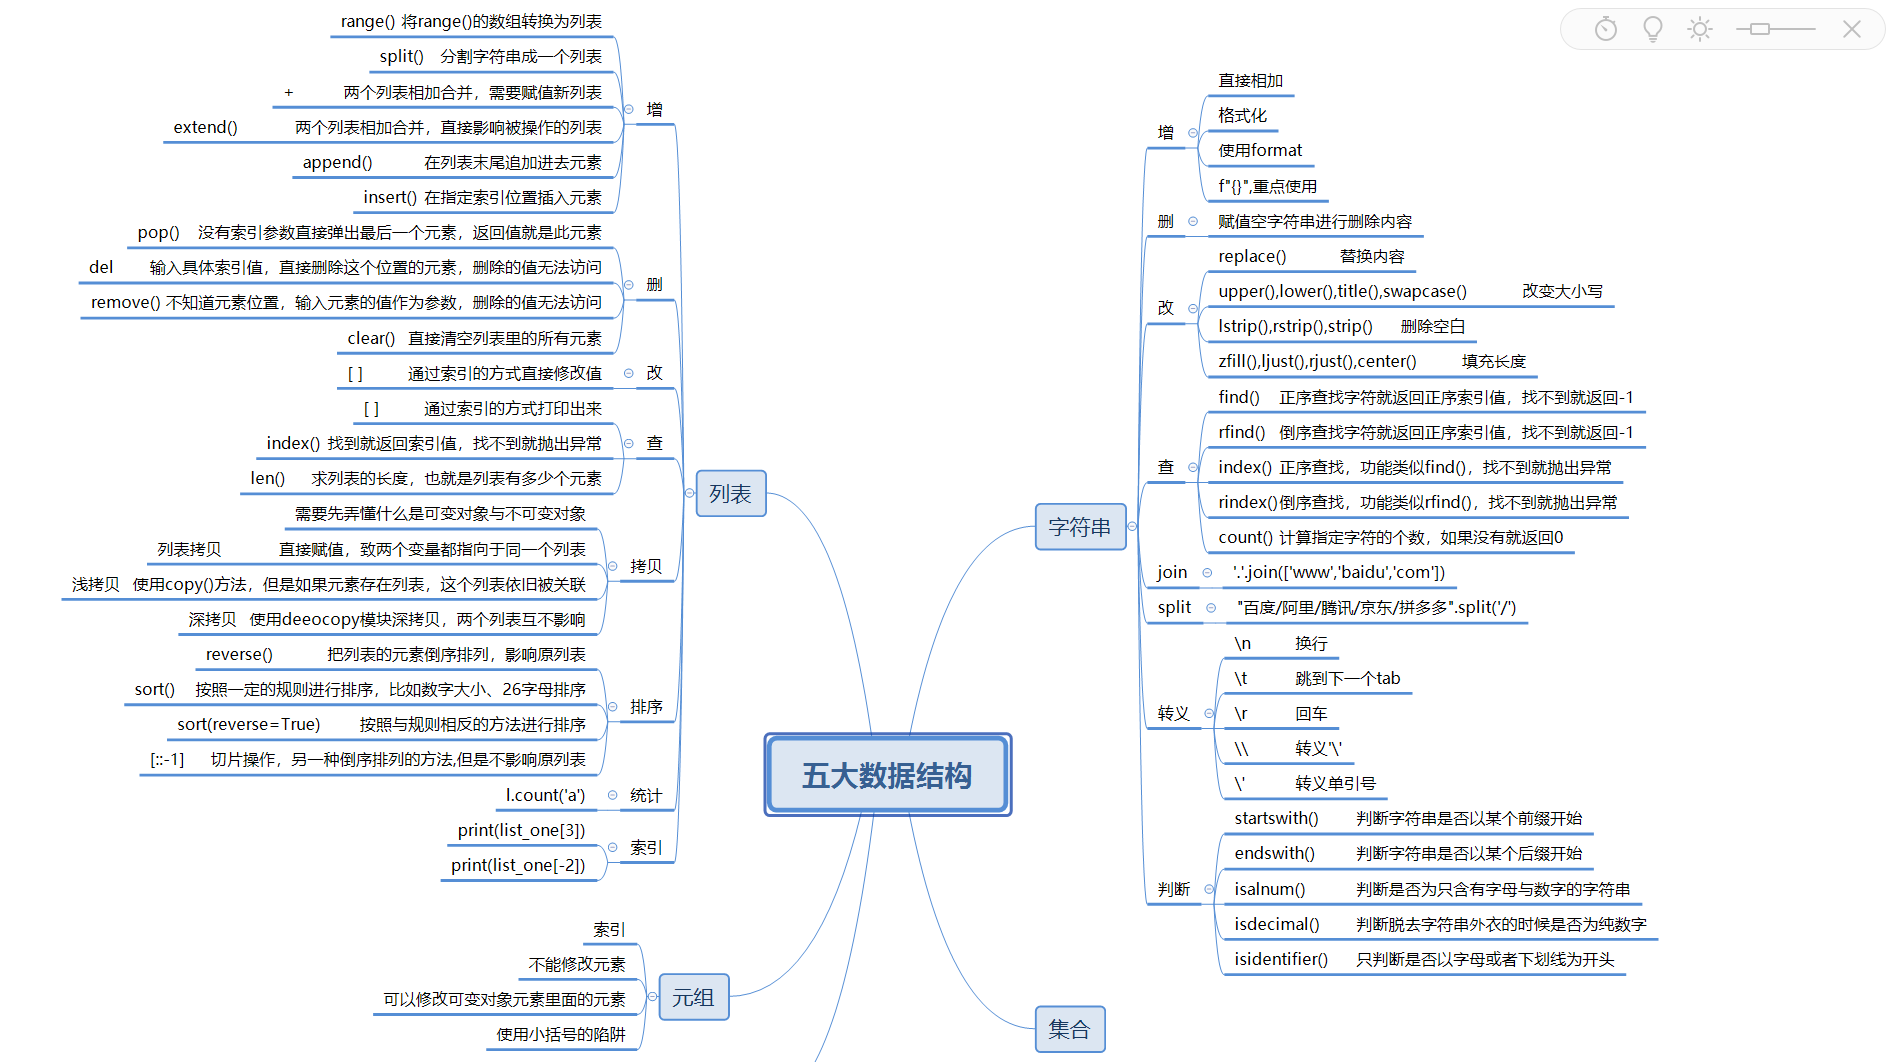 五大数据结构
列表
增
range() 将range()的数组转换为列表
split() 分割字符串成一个列表
+ 两个列表相加合并，需要赋值新列表
extend() 两个列表相加合并，直接影响被操作的列表
append() 在列表末尾追加进去元素
insert() 在指定索引位置插入元素
删
pop() 没有索引参数直接弹出最后一个元素，返回值就是此元素
del 输入具体索引值，直接删除这个位置的元素，删除的值无法访问
remove() 不知道元素位置，输入元素的值作为参数，删除的值无法访问
clear() 直接清空列表里的所有元素
改
[ ] 通过索引的方式直接修改值
查
[ ] 通过索引的方式打印出来
index() 找到就返回索引值，找不到就抛出异常
len() 求列表的长度，也就是列表有多少个元素
拷贝
需要先弄懂什么是可变对象与不可变对象
列表拷贝 直接赋值，致两个变量都指向于同一个列表
浅拷贝 使用copy()方法，但是如果元素存在列表，这个列表依旧被关联
深拷贝 使用deeocopy模块深拷贝，两个列表互不影响
排序
reverse() 把列表的元素倒序排列，影响原列表
sort() 按照一定的规则进行排序，比如数字大小、26字母排序
sort(reverse=True) 按照与规则相反的方法进行排序
[::-1] 切片操作，另一种倒序排列的方法,但是不影响原列表
统计
l.count('a')
索引
print(list_one[3])
print(list_one[-2])
元组
索引
不能修改元素
可以修改可变对象元素里面的元素
使用小括号的陷阱
字符串
增
直接相加
格式化
使用format
f"{}",重点使用
删
赋值空字符串进行删除内容
改
replace() 替换内容
upper(),lower(),title(),swapcase() 改变大小写
lstrip(),rstrip(),strip() 删除空白
zfill(),ljust(),rjust(),center() 填充长度
查
find() 正序查找字符就返回正序索引值，找不到就返回-1
rfind() 倒序查找字符就返回正序索引值，找不到就返回-1
index() 正序查找，功能类似find()，找不到就抛出异常
rindex()倒序查找，功能类似rfind()，找不到就抛出异常
count() 计算指定字符的个数，如果没有就返回0
join
'.'.join(['www','baidu','com'])
split
"百度/阿里/腾讯/京东/拼多多".split('/')
转义
\n 换行
\t 跳到下一个tab
\r 回车
\\ 转义'\'
\' 转义单引号
判断
startswith() 判断字符串是否以某个前缀开始
endswith() 判断字符串是否以某个后缀开始
isalnum() 判断是否为只含有字母与数字的字符串
isdecimal() 判断脱去字符串外衣的时候是否为纯数字
isidentifier() 只判断是否以字母或者下划线为开头
集合